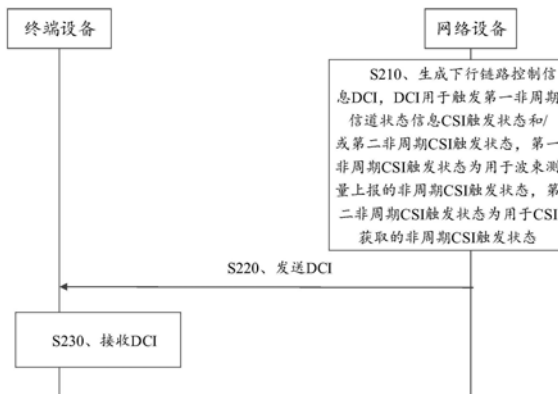 终端设备
网络设备
S210、生成下行链路控制信
息DCI，DCI用于触发第一非周期
信道状态信息CSI触发状态和/
或第二非周期CSI触发状态，第一
非周期CSI触发状态为用于波束测
量上报的非周期CSI触发状态，第
二非周期CSI触发状态为用于CSI
获取的非周期CSI触发状态
S220、发送DCI
S230、接收DCI